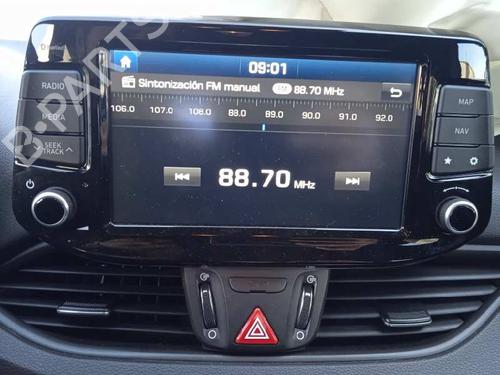 09:01
Sintonización FM manual FM 88.70 MHz
106.0 107.0 108.0 88.0 89.0 90.0 91.0 92.0
88.70 MHz
RADIO
MEDIA
SEEK
TRACK
MAP
NAV
B-PARTS